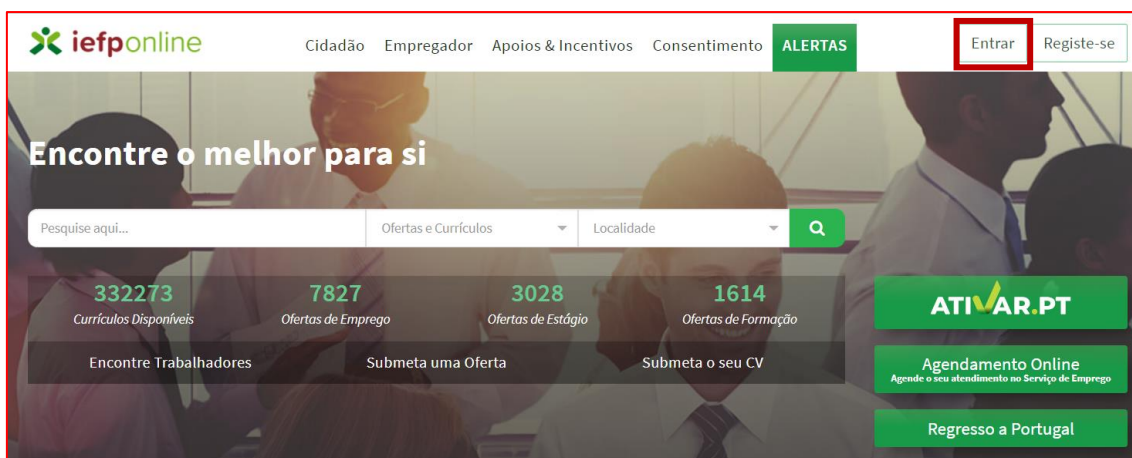 iefponline
Cidadão Empregador Apoios & Incentivos Consentimento ALERTAS
Entrar Registe-se
Encontre o melhor para si
Pesquise aqui... Ofertas e Currículos Localidade
332273 7827 3028 1614
Currículos Disponíveis Ofertas de Emprego Ofertas de Estágio Ofertas de Formação
Encontre Trabalhadores Submeta uma Oferta Submeta o seu CV
ATIVAR.PT
Agendamento Online
Agende o seu atendimento no Serviço de Emprego
Regresso a Portugal